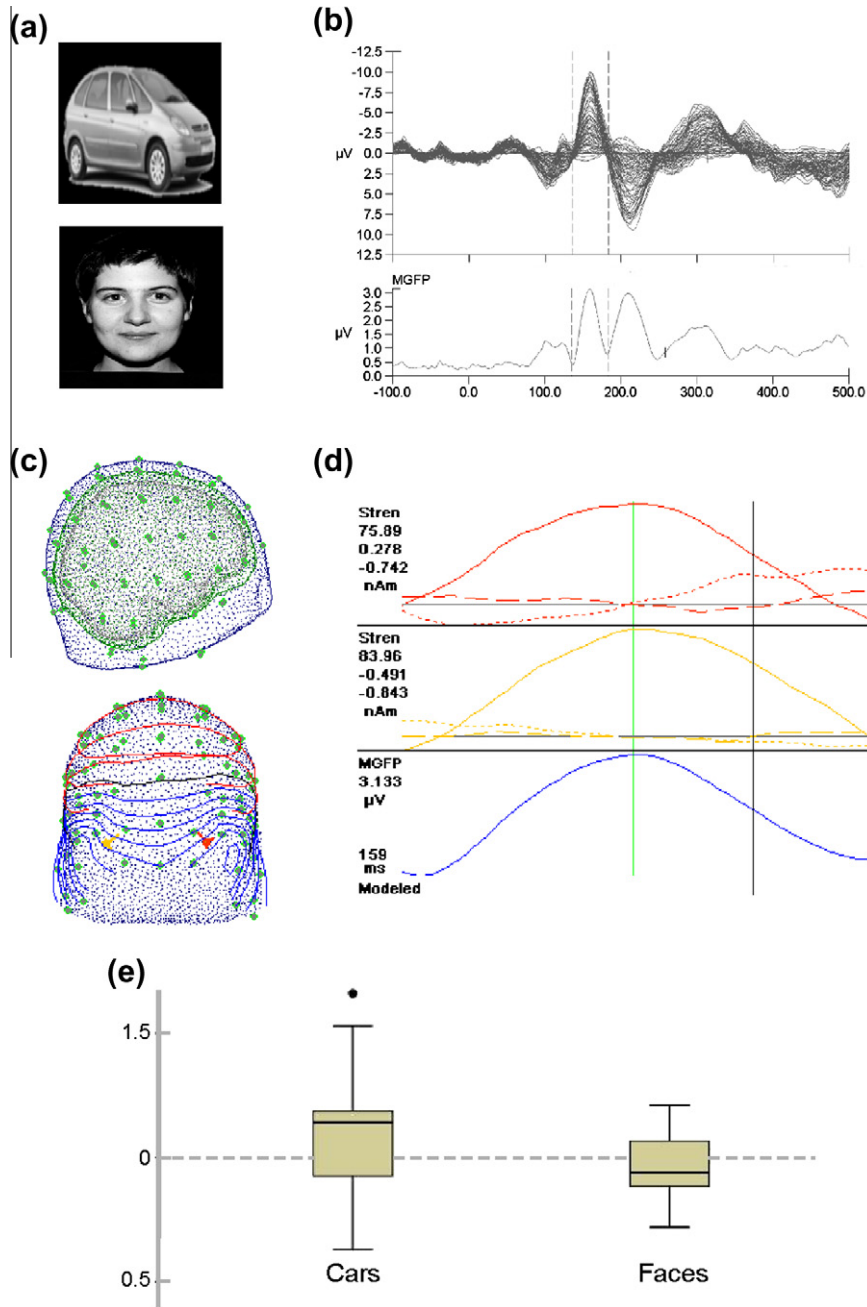 (a)
(b)
-12.5
-10.0
-7.5
-5.0
-2.5
0.0
2.5
5.0
7.5
10.0
12.5
µV
MGFP
3.0
2.5
2.0
1.5
1.0
0.5
0.0
µV
-100.0 0.0 100.0 200.0 300.0 400.0 500.0
(c)
(d)
Stren
75.89
0.278
-0.742
nAm
Stren
83.96
-0.491
-0.843
nAm
MGFP
3.133
µV
159
ms
Modeled
(e)
1.5
0
0.5
Cars Faces